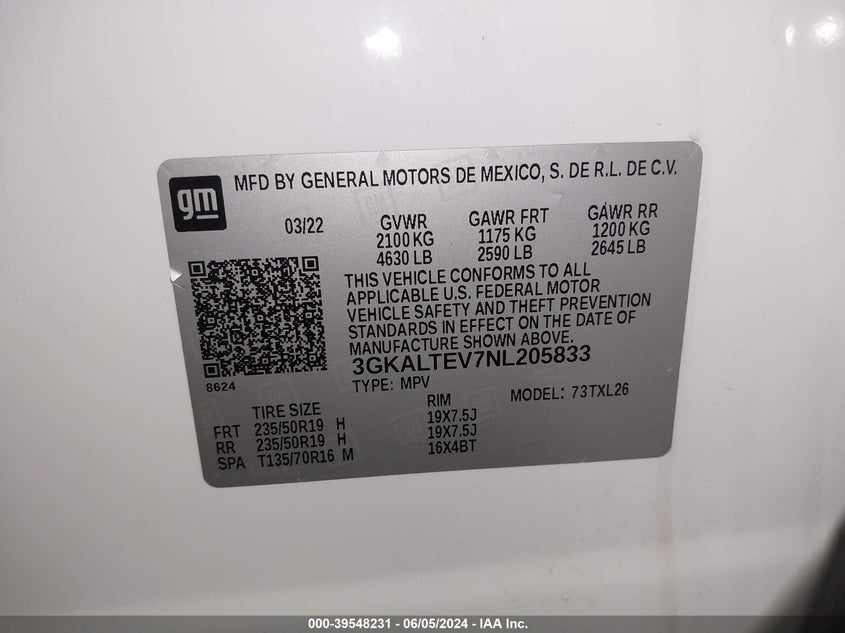 gm
MFD BY GENERAL MOTORS DE MEXICO, S. DE R.L. DE C.V.
03/22 GVWR GAWR FRT GAWR RR
2100 KG 1175 KG 1200 KG
4630 LB 2590 LB 2645 LB
THIS VEHICLE CONFORMS TO ALL
APPLICABLE U.S. FEDERAL MOTOR
VEHICLE SAFETY AND THEFT PREVENTION
STANDARDS IN EFFECT ON THE DATE OF
MANUFACTURE SHOWN ABOVE.
3GKALTEV7NL205833
8624
TYPE: MPV MODEL: 73TXL26
TIRE SIZE RIM
FRT 235/50R19 H 19X7.5J
RR 235/50R19 H 19X7.5J
SPA T135/70R16 M 16X4BT
000-39548231 - 06/05/2024 - IAA Inc.